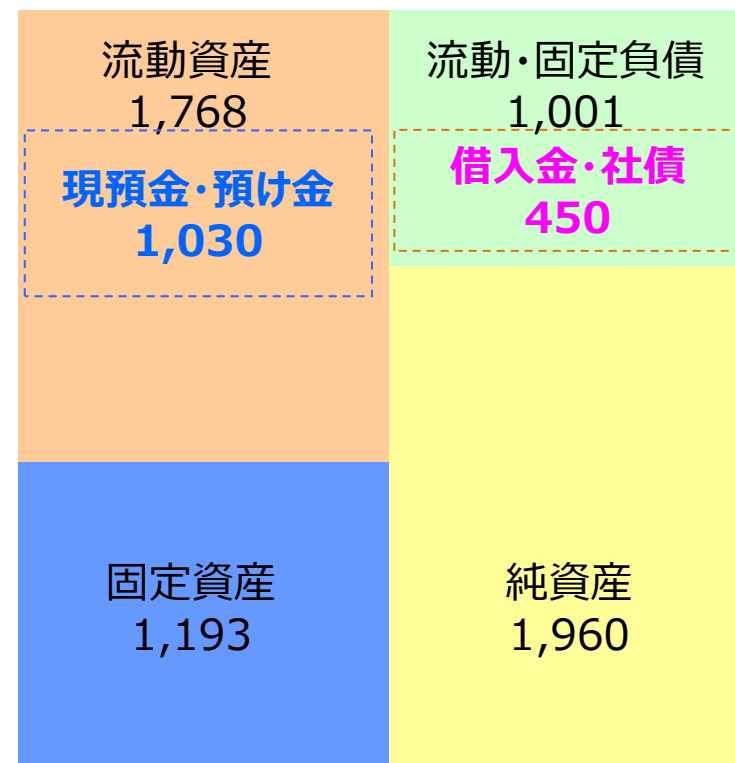 流動資産
1,768
現預金･預け金
1,030
固定資産
1,193
流動･固定負債
1,001
借入金･社債
450
純資産
1,960